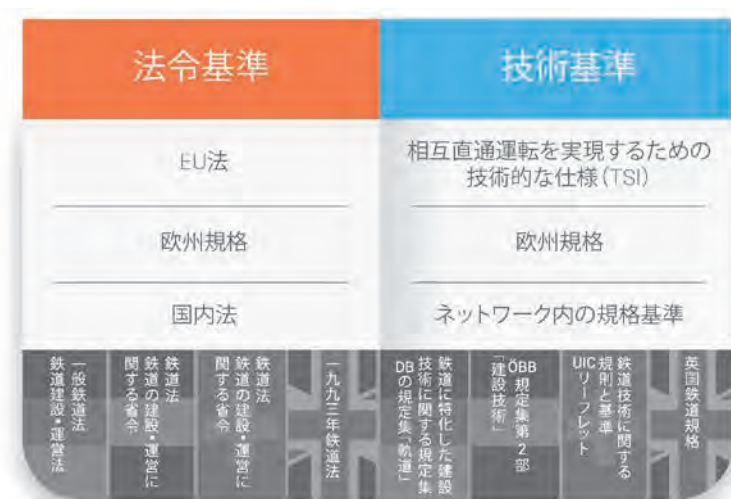 法令基準
技術基準
EU法
相互直通運転を実現するための
技術的な仕様(TSI)
欧州規格
欧州規格
国内法
ネットワーク内の規格基準
一般鉄道法
鉄道建設・運営法
鉄道法
鉄道の建設・運営に
関する省令
鉄道法
鉄道の建設・運営に
関する省令
一九九三年鉄道法
鉄道に特化した建設
技術に関する規定集
DBの規定集「軌道」
ÖBB規定集第2部
「建設技術」
鉄道技術に関する
規則と基準
UICリーフレット
英国鉄道規格